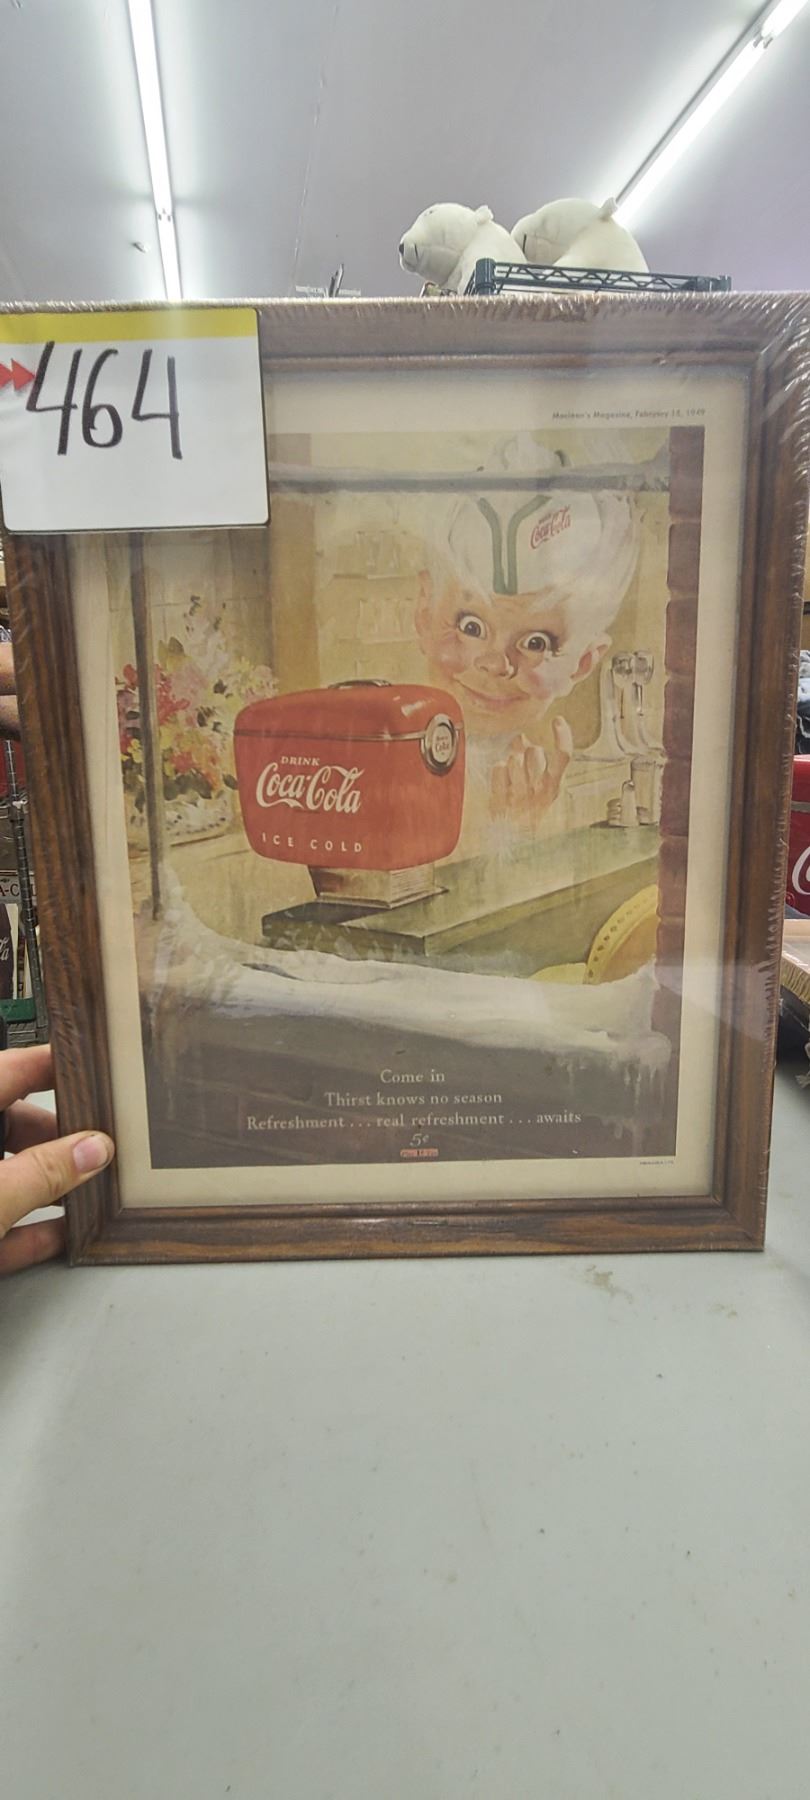 464
Maclean's Magazine, February 15, 1949
DRINK
Coca-Cola
DRINK
Coca-Cola
ICE COLD
Come in
Thirst knows no season
Refreshment ... real refreshment ... awaits
5¢